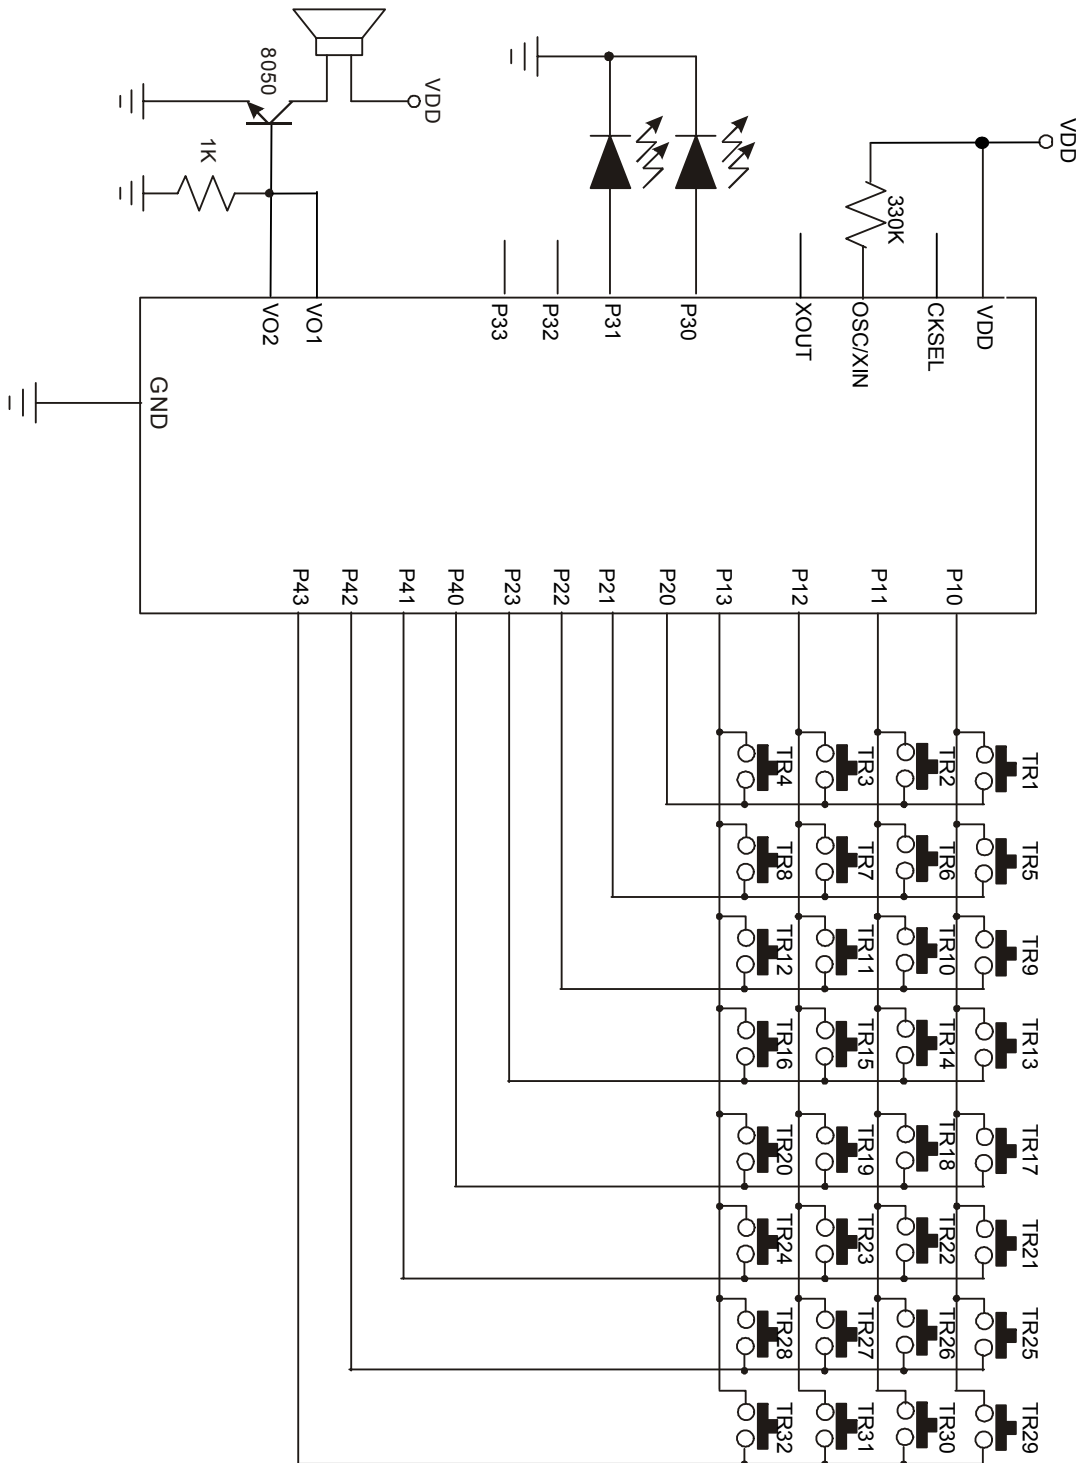 8050
VDD
VDD
1K
330K
VO2
VO1
P33
P32
P31
P30
XOUT
OSC/XIN
CKSEL
VDD
GND
P43
P42
P41
P40
P23
P22
P21
P20
P13
P12
P11
P10
TR4
TR3
TR2
TR1
TR8
TR7
TR6
TR5
TR12
TR11
TR10
TR9
TR16
TR15
TR14
TR13
TR20
TR19
TR18
TR17
TR24
TR23
TR22
TR21
TR28
TR27
TR26
TR25
TR32
TR31
TR30
TR29